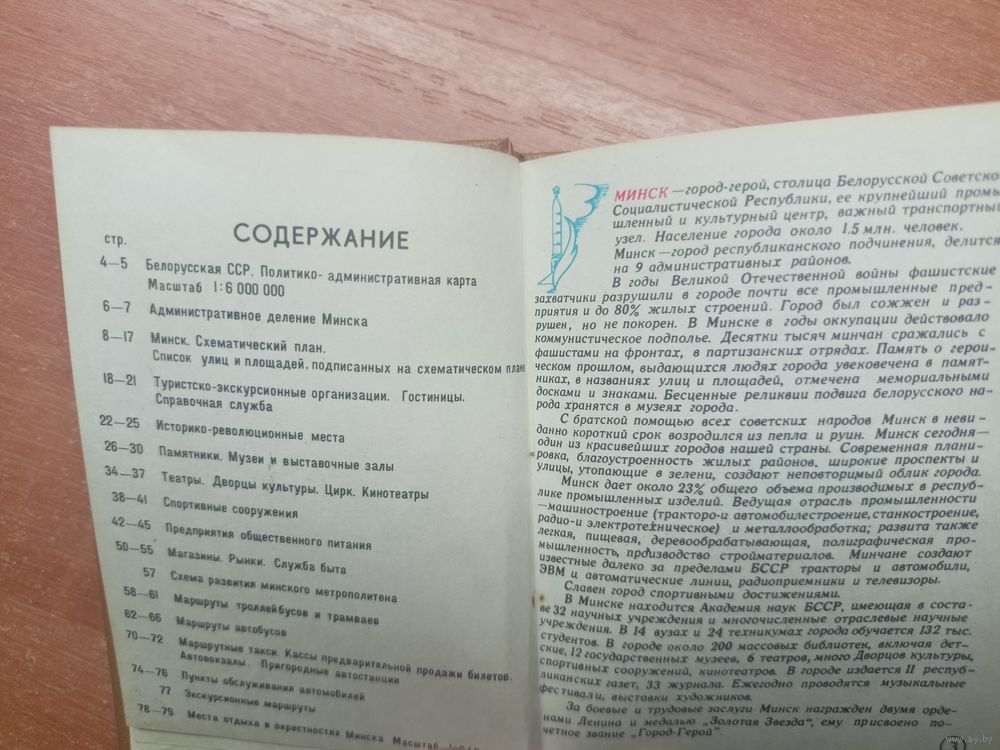 СОДЕРЖАНИЕ
стр.
4—5 Белорусская ССР. Политико-административная карта
Масштаб 1:6 000 000
6—7 Административное деление Минска
8—17 Минск. Схематический план.
Список улиц и площадей, подписанных на схематическом плане
18—21 Туристско-экскурсионные организации. Гостиницы.
Справочная служба
22—25 Историко-революционные места
26—30 Памятники. Музеи и выставочные залы
34—37 Театры. Дворцы культуры. Цирк. Кинотеатры
38—41 Спортивные сооружения
42—45 Предприятия общественного питания
50—55 Магазины. Рынки. Служба быта
57 Схема развития минского метрополитена
58—61 Маршруты троллейбусов и трамваев
62—66 Маршруты автобусов
70—72 Маршрутные такси. Кассы предварительной продажи билетов.
Автовокзалы. Пригородные автостанции
74—76 Пункты обслуживания автомобилей
77 Экскурсионные маршруты
78—79 Места отдыха в окрестностях Минска Масштаб
МИНСК—город-герой, столица Белорусской Советско
Социалистической Республики, ее крупнейший промы
шленный и культурный центр, важный транспортный
узел. Население города около 1.5 млн. человек.
Минск—город республиканского подчинения, делится
на 9 административных районов.
В годы Великой Отечественной войны фашистские
захватчики разрушили в городе почти все промышленные пред-
приятия и до 80% жилых строений. Город был сожжен и раз-
рушен, но не покорен. В Минске в годы оккупации действовало
коммунистическое подполье. Десятки тысяч минчан сражались с
фашистами на фронтах, в партизанских отрядах. Память о герои-
ческом прошлом, выдающихся людях города увековечена в памят-
никах, в названиях улиц и площадей, отмечена мемориальными
досками и знаками. Бесценные реликвии подвига белорусского на-
рода хранятся в музеях города.
С братской помощью всех советских народов Минск в неви-
данно короткий срок возродился из пепла и руин. Минск сегодня—
один из красивейших городов нашей страны. Современная плани-
ровка, благоустроенность жилых районов, широкие проспекты и
улицы, утопающие в зелени, создают неповторимый облик города.
Минск дает около 23% общего объема производимых в респуб-
лике промышленных изделий. Ведущая отрасль промышленности
—машиностроение (тракторо-и автомобилестроение, станкостроение,
радио-и электротехническое) и металлообработка; развита также
легкая, пищевая, деревообрабатывающая, полиграфическая про-
мышленность, производство стройматериалов. Минчане создают
известные далеко за пределами БССР тракторы и автомобили,
ЭВМ и автоматические линии, радиоприемники и телевизоры.
Славен город спортивными достижениями.
В Минске находится Академия наук БССР, имеющая в соста-
ве 32 научных учреждения и многочисленные отраслевые научные
учреждения. В 14 вузах и 24 техникумах города обучается 132 тыс.
студентов. В городе около 200 массовых библиотек, включая дет-
ские, 12 государственных музеев, 6 театров, много Дворцов культуры,
спортивных сооружений, кинотеатров. В городе издается 11 респуб-
ликанских газет, 33 журнала. Ежегодно проводятся музыкальные
фестивали, выставки художников.
За боевые и трудовые заслуги Минск награжден двумя орде-
нами Ленина и медалью „Золотая Звезда", ему присвоено по-
четное звание „Город-Герой".
3
www.ay.by